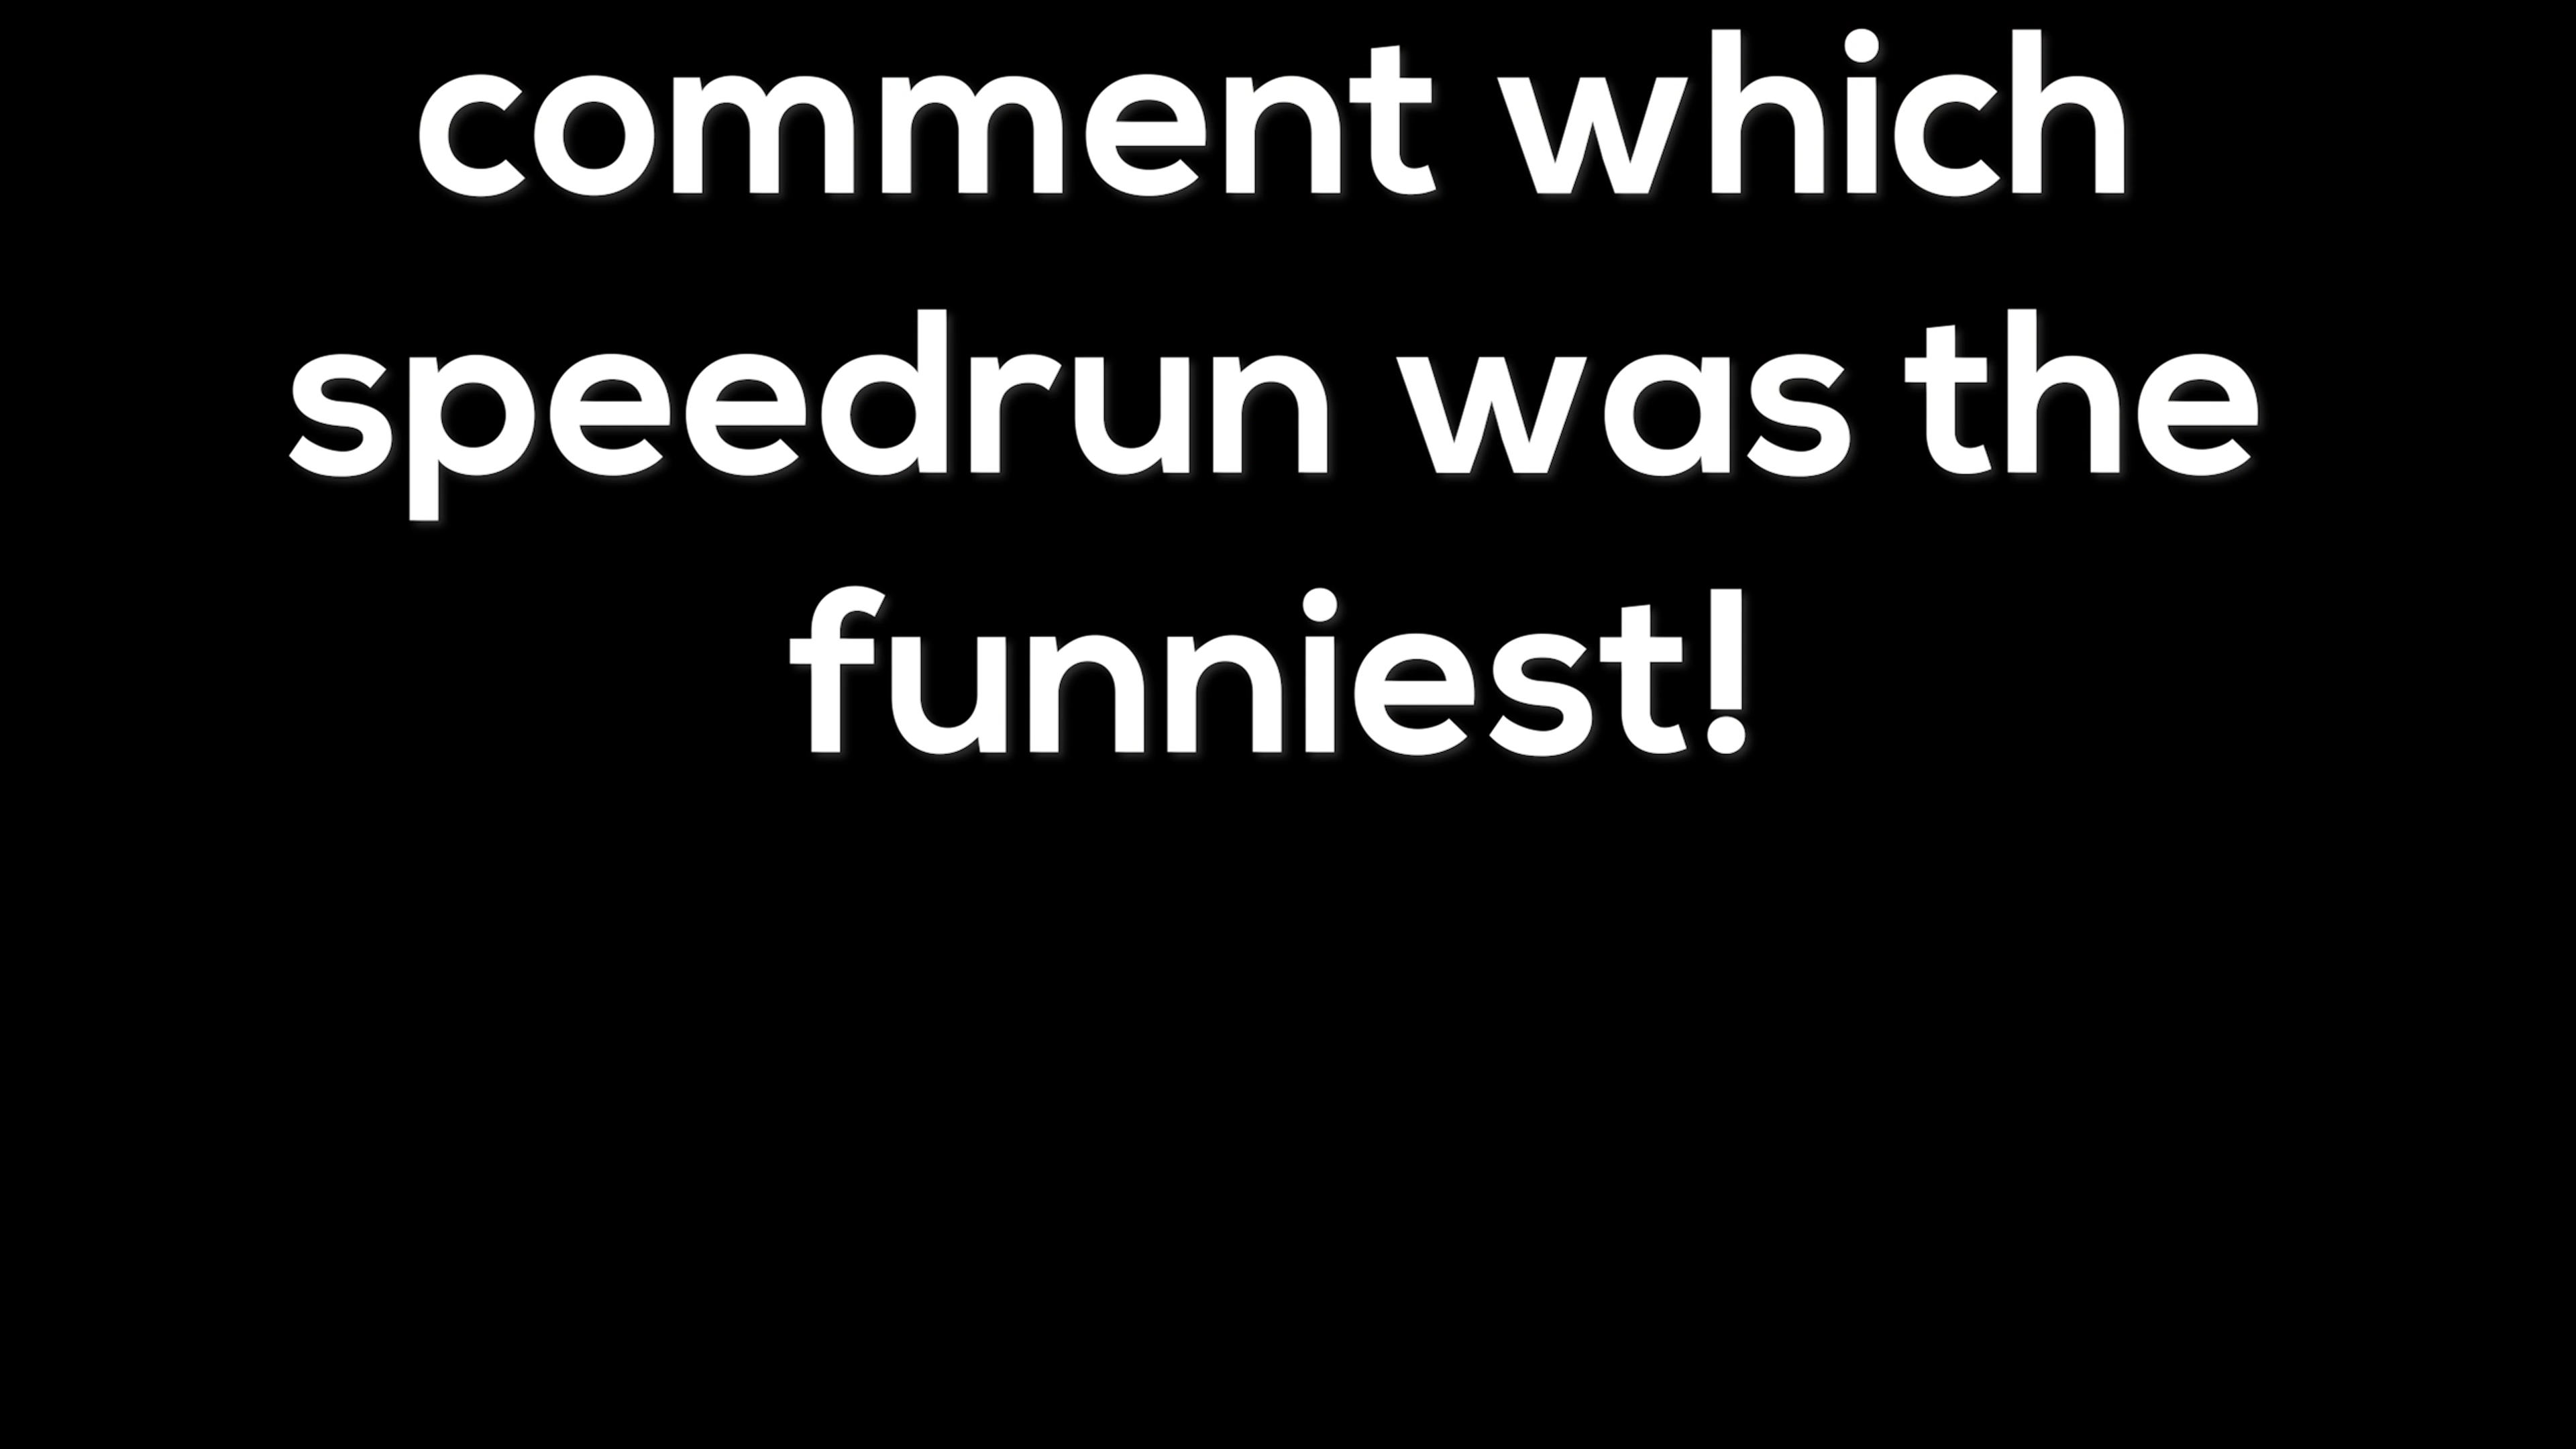 comment which
speedrun was the
funniest!